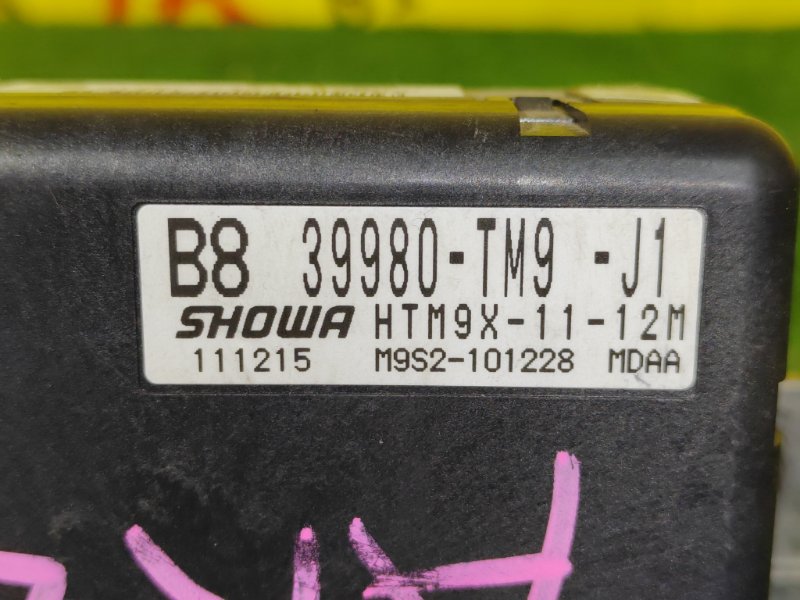 B8 39980-TM9 -J1
SHOWA HTM9X-11-12M
111215 M9S2-101228 MDAA